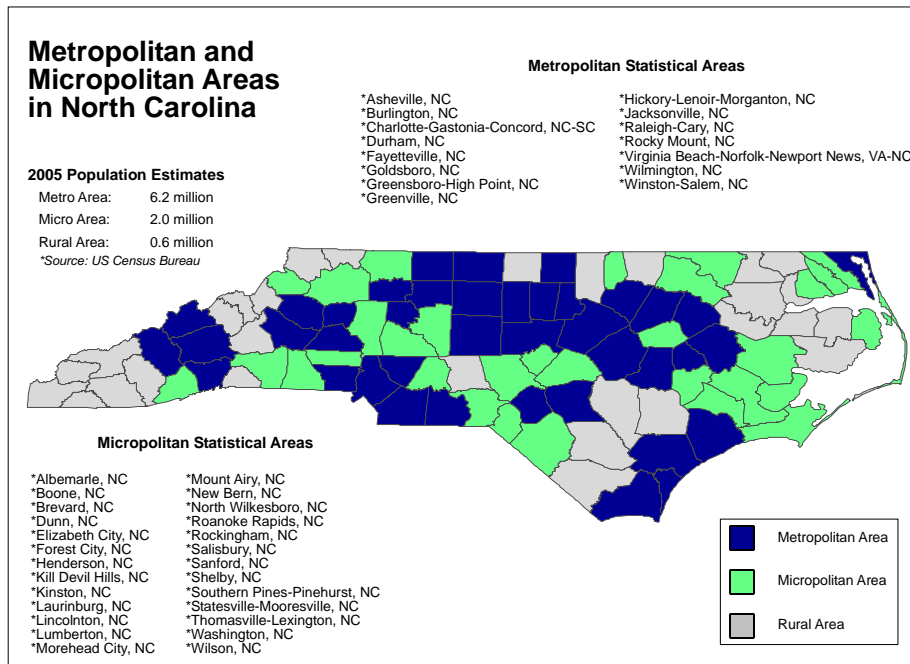 Metropolitan and
Micropolitan Areas
in North Carolina
2005 Population Estimates
Metro Area: 6.2 million
Micro Area: 2.0 million
Rural Area: 0.6 million
*Source: US Census Bureau
Metropolitan Statistical Areas
*Asheville, NC
*Burlington, NC
*Charlotte-Gastonia-Concord, NC-SC
*Durham, NC
*Fayetteville, NC
*Goldsboro, NC
*Greensboro-High Point, NC
*Greenville, NC
*Hickory-Lenoir-Morganton, NC
*Jacksonville, NC
*Raleigh-Cary, NC
*Rocky Mount, NC
*Virginia Beach-Norfolk-Newport News, VA-NC
*Wilmington, NC
*Winston-Salem, NC
Micropolitan Statistical Areas
*Albemarle, NC
*Boone, NC
*Brevard, NC
*Dunn, NC
*Elizabeth City, NC
*Forest City, NC
*Henderson, NC
*Kill Devil Hills, NC
*Kinston, NC
*Laurinburg, NC
*Lincolnton, NC
*Lumberton, NC
*Morehead City, NC
*Mount Airy, NC
*New Bern, NC
*North Wilkesboro, NC
*Roanoke Rapids, NC
*Rockingham, NC
*Salisbury, NC
*Sanford, NC
*Shelby, NC
*Southern Pines-Pinehurst, NC
*Statesville-Mooresville, NC
*Thomasville-Lexington, NC
*Washington, NC
*Wilson, NC
Metropolitan Area
Micropolitan Area
Rural Area